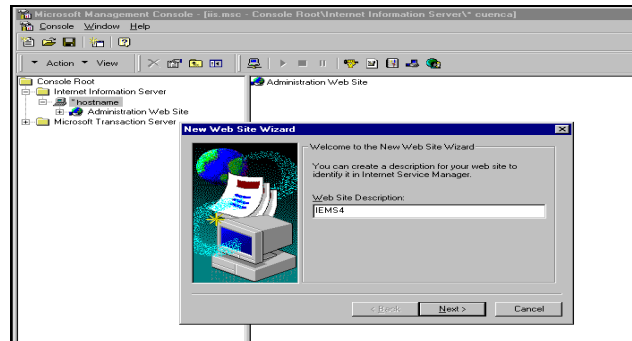 Microsoft Management Console - [iis.msc - Console Root\Internet Information Server\* cuenca]
Console Window Help
Action View
Console Root
Internet Information Server
* hostname
Administration Web Site
Microsoft Transaction Server
Administration Web Site
New Web Site Wizard
Welcome to the New Web Site Wizard
You can create a description for your web site to
identify it in Internet Service Manager.
Web Site Description:
IEMS4
< Back
Next >
Cancel